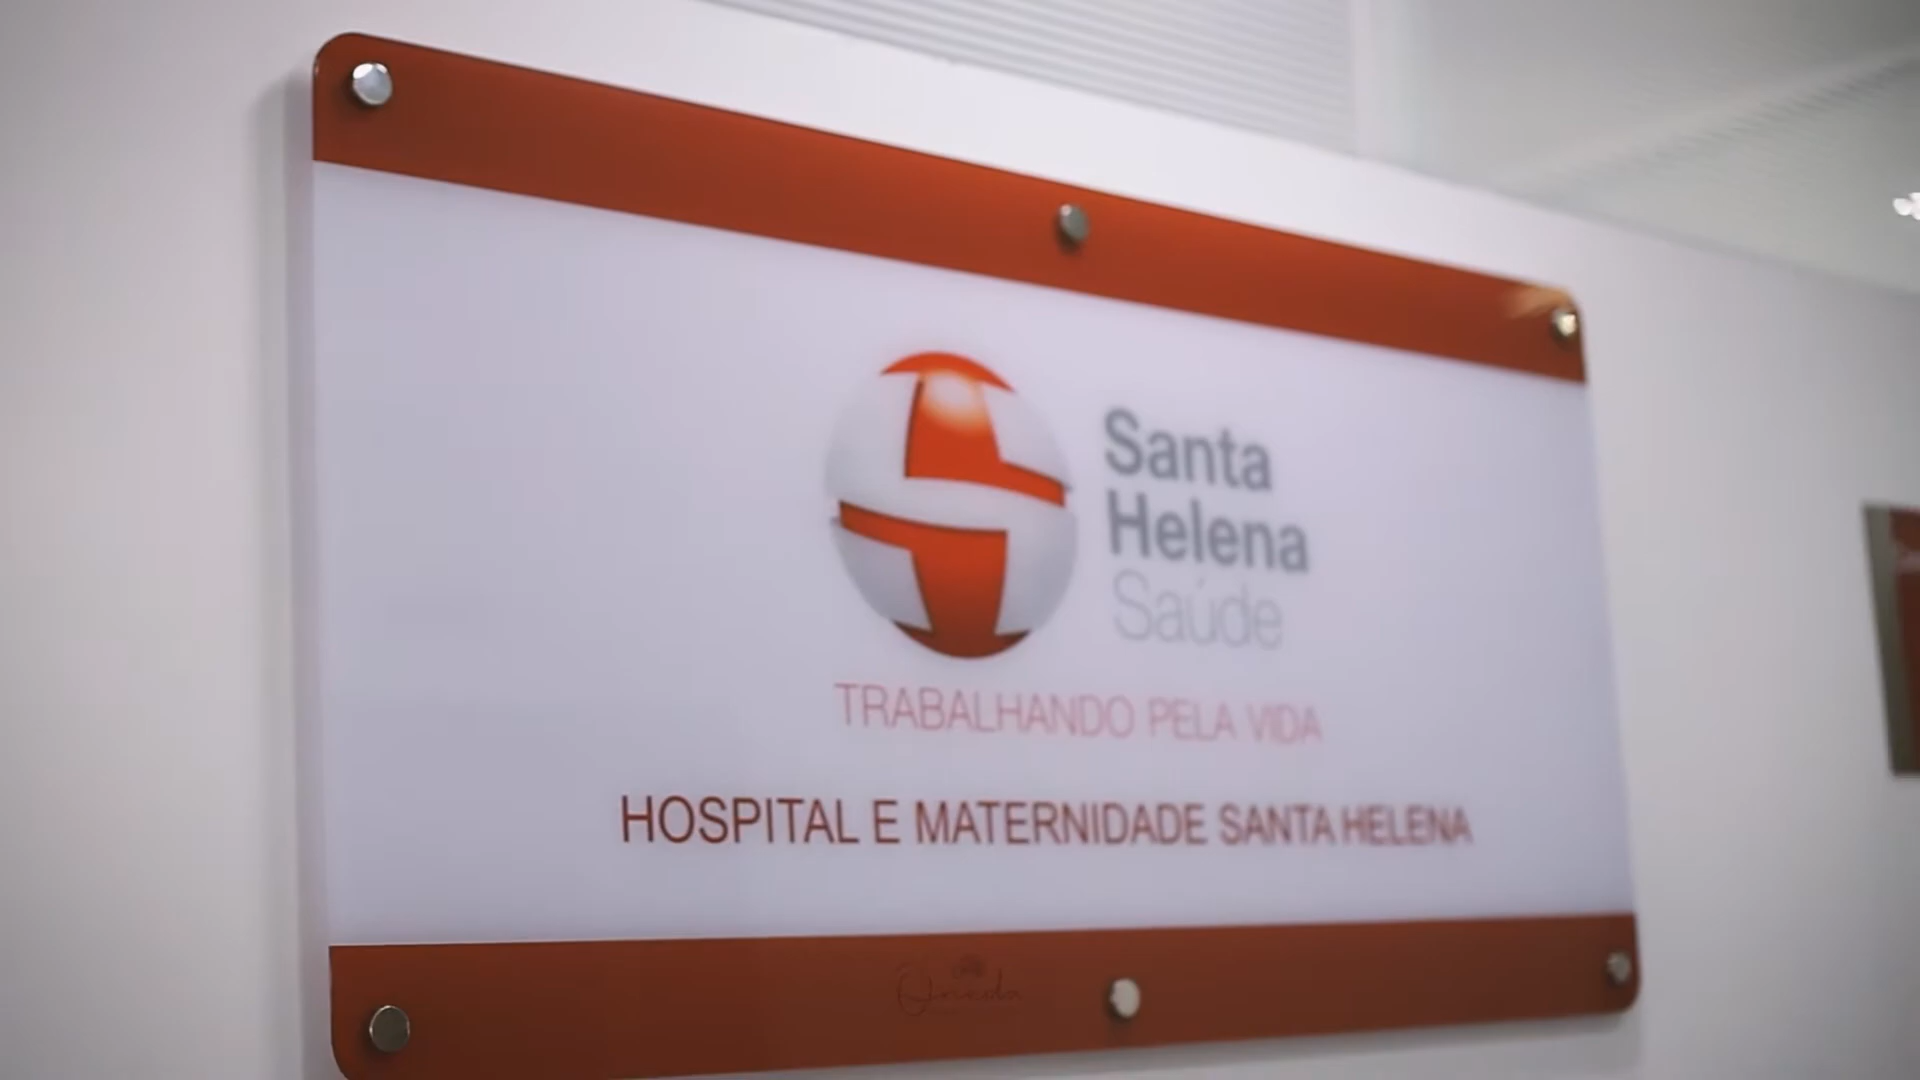 Santa
Helena
Saúde
TRABALHANDO PELA VIDA
HOSPITAL E MATERNIDADE SANTA HELENA